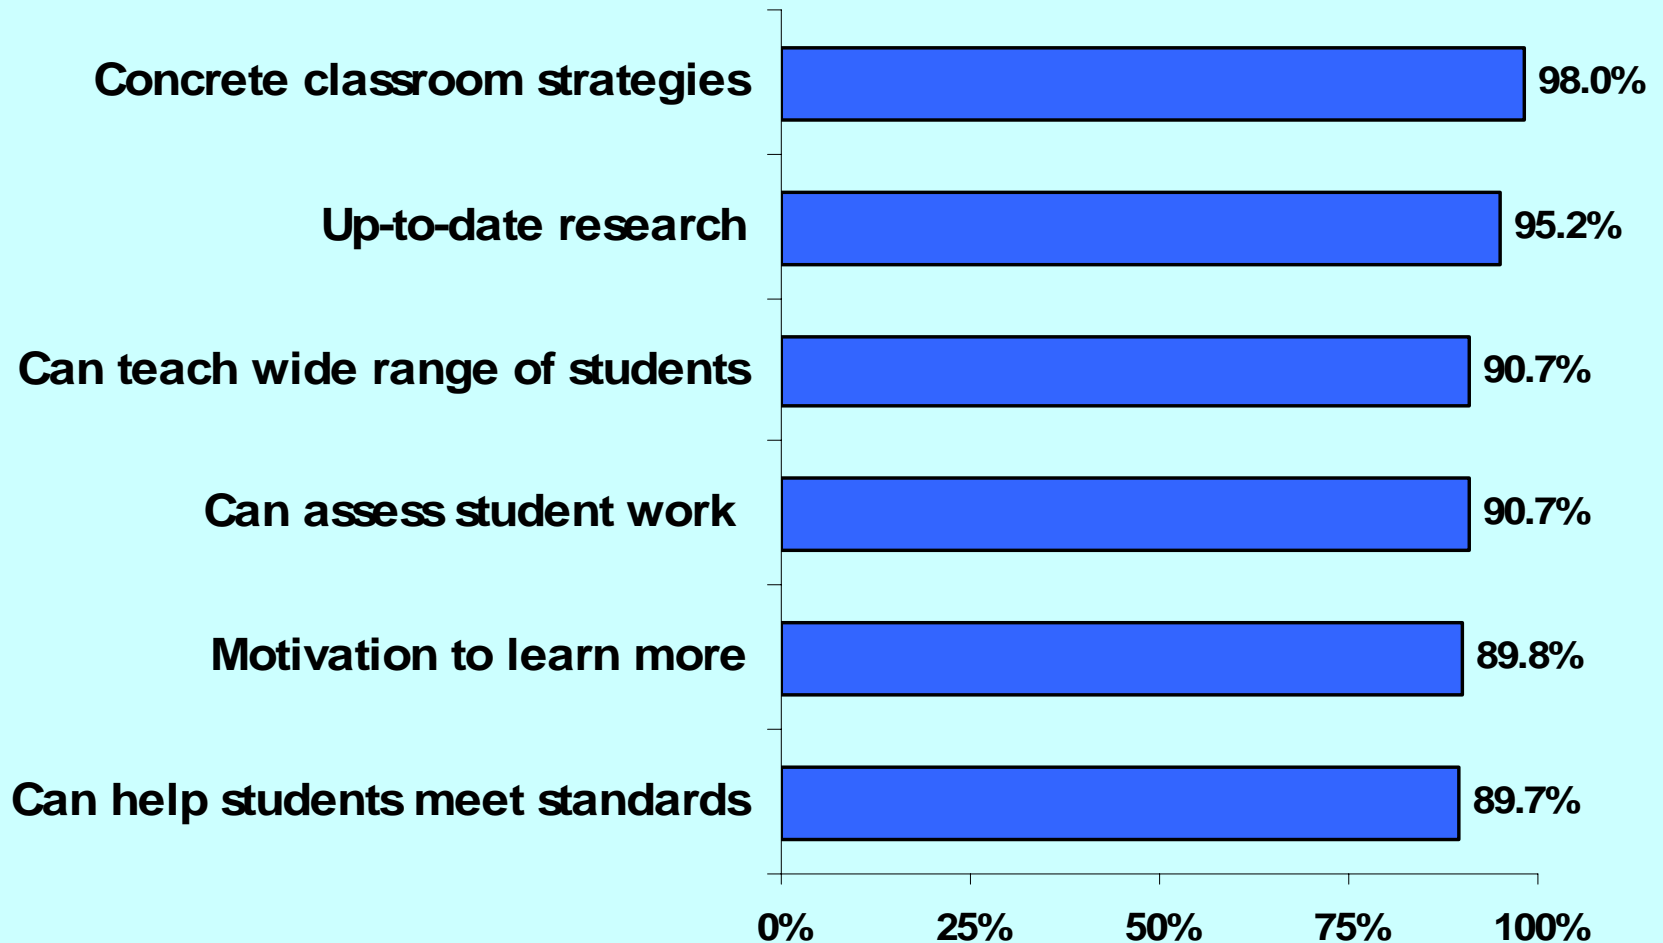 Concrete classroom strategies 98.0%
Up-to-date research 95.2%
Can teach wide range of students 90.7%
Can assess student work 90.7%
Motivation to learn more 89.8%
Can help students meet standards 89.7%
0% 25% 50% 75% 100%